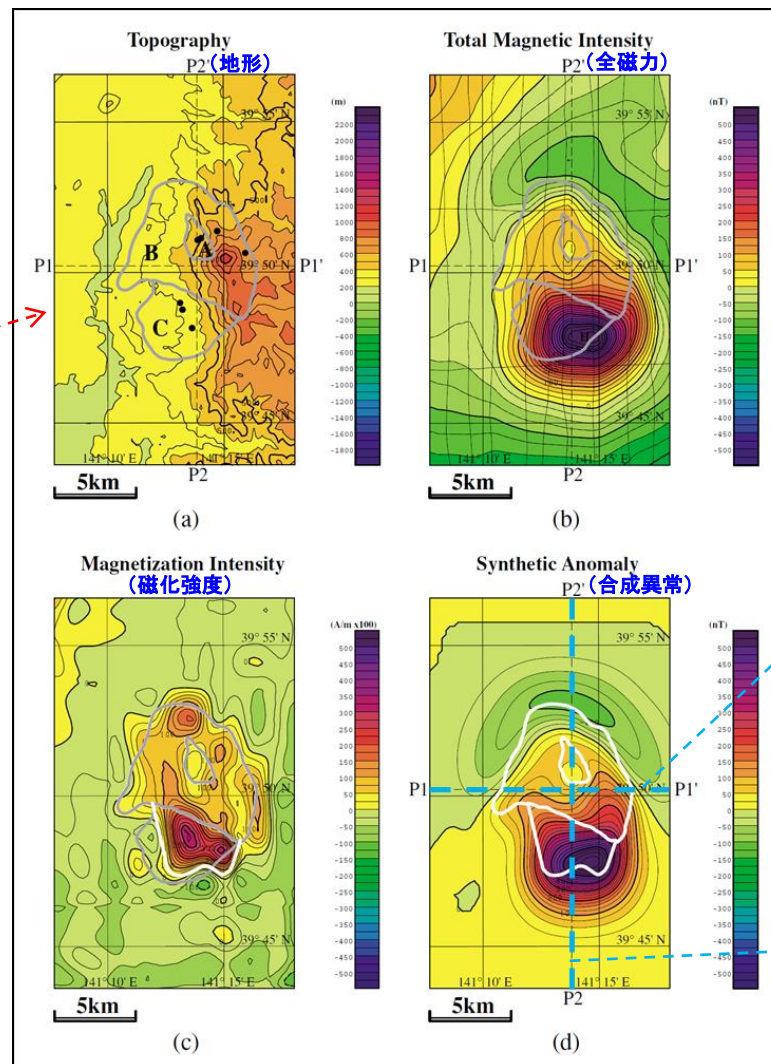 Topography
(地形)
P2'
(m)
2200
2000
1800
1600
1400
1200
1000
800
600
400
200
0
-200
-400
-600
-800
-1000
-1200
-1400
-1600
-1800
39° 55' N
B
A
P1
39° 50' N
P1'
C
39° 45' N
141° 10' E
141° 15' E
P2
5km
(a)
Total Magnetic Intensity
(全磁力)
P2'
(nT)
500
450
400
350
300
250
200
150
100
50
0
-50
-100
-150
-200
-250
-300
-350
-400
-450
-500
39° 55' N
39° 50' N
H
39° 45' N
141° 10' E
141° 15' E
5km
(b)
Magnetization Intensity
(磁化強度)
(A/m x100)
500
450
400
350
300
250
200
150
100
50
0
-50
-100
-150
-200
-250
-300
-350
-400
-450
-500
39° 55' N
39° 50' N
39° 45' N
141° 10' E
141° 15' E
5km
(c)
Synthetic Anomaly
(合成異常)
P2'
(nT)
500
450
400
350
300
250
200
150
100
50
0
-50
-100
-150
-200
-250
-300
-350
-400
-450
-500
39° 55' N
P1
50' N
P1'
39° 45' N
141° 10' E
141° 15' E
P2
5km
(d)